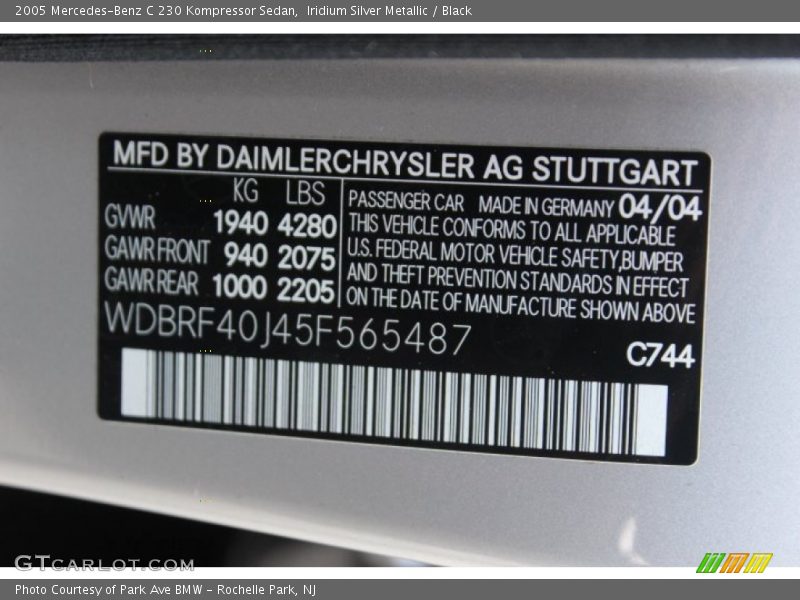 2005 Mercedes-Benz C 230 Kompressor Sedan, Iridium Silver Metallic / Black
MFD BY DAIMLERCHRYSLER AG STUTTGART
KG LBS
GVWR 1940 4280
GAWR FRONT 940 2075
GAWR REAR 1000 2205
PASSENGER CAR MADE IN GERMANY 04/04
THIS VEHICLE CONFORMS TO ALL APPLICABLE
U.S. FEDERAL MOTOR VEHICLE SAFETY,BUMPER
AND THEFT PREVENTION STANDARDS IN EFFECT
ON THE DATE OF MANUFACTURE SHOWN ABOVE
WDBRF40J45F565487
C744
GTCARLOT.COM
Photo Courtesy of Park Ave BMW - Rochelle Park, NJ